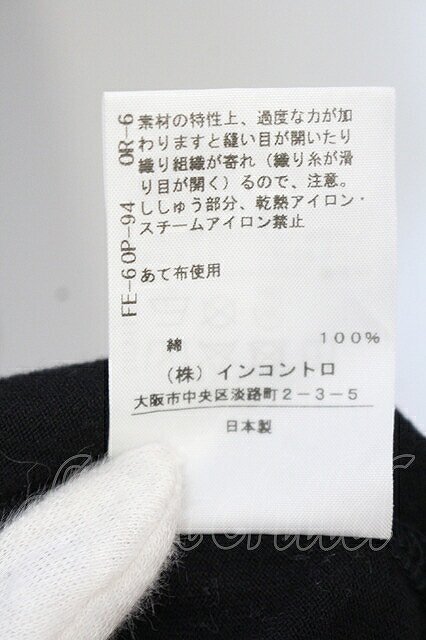 素材の特性上、過度な力が加
わりますと縫い目が開いたり
織り組織が寄れ（織り糸が滑
り目が開く）るので、注意。
ししゅう部分、乾熱アイロン・
スチームアイロン禁止
あて布使用
綿 100%
（株）インコントロ
大阪市中央区淡路町2-3-5
日本製
FE-60P-94 OR-6